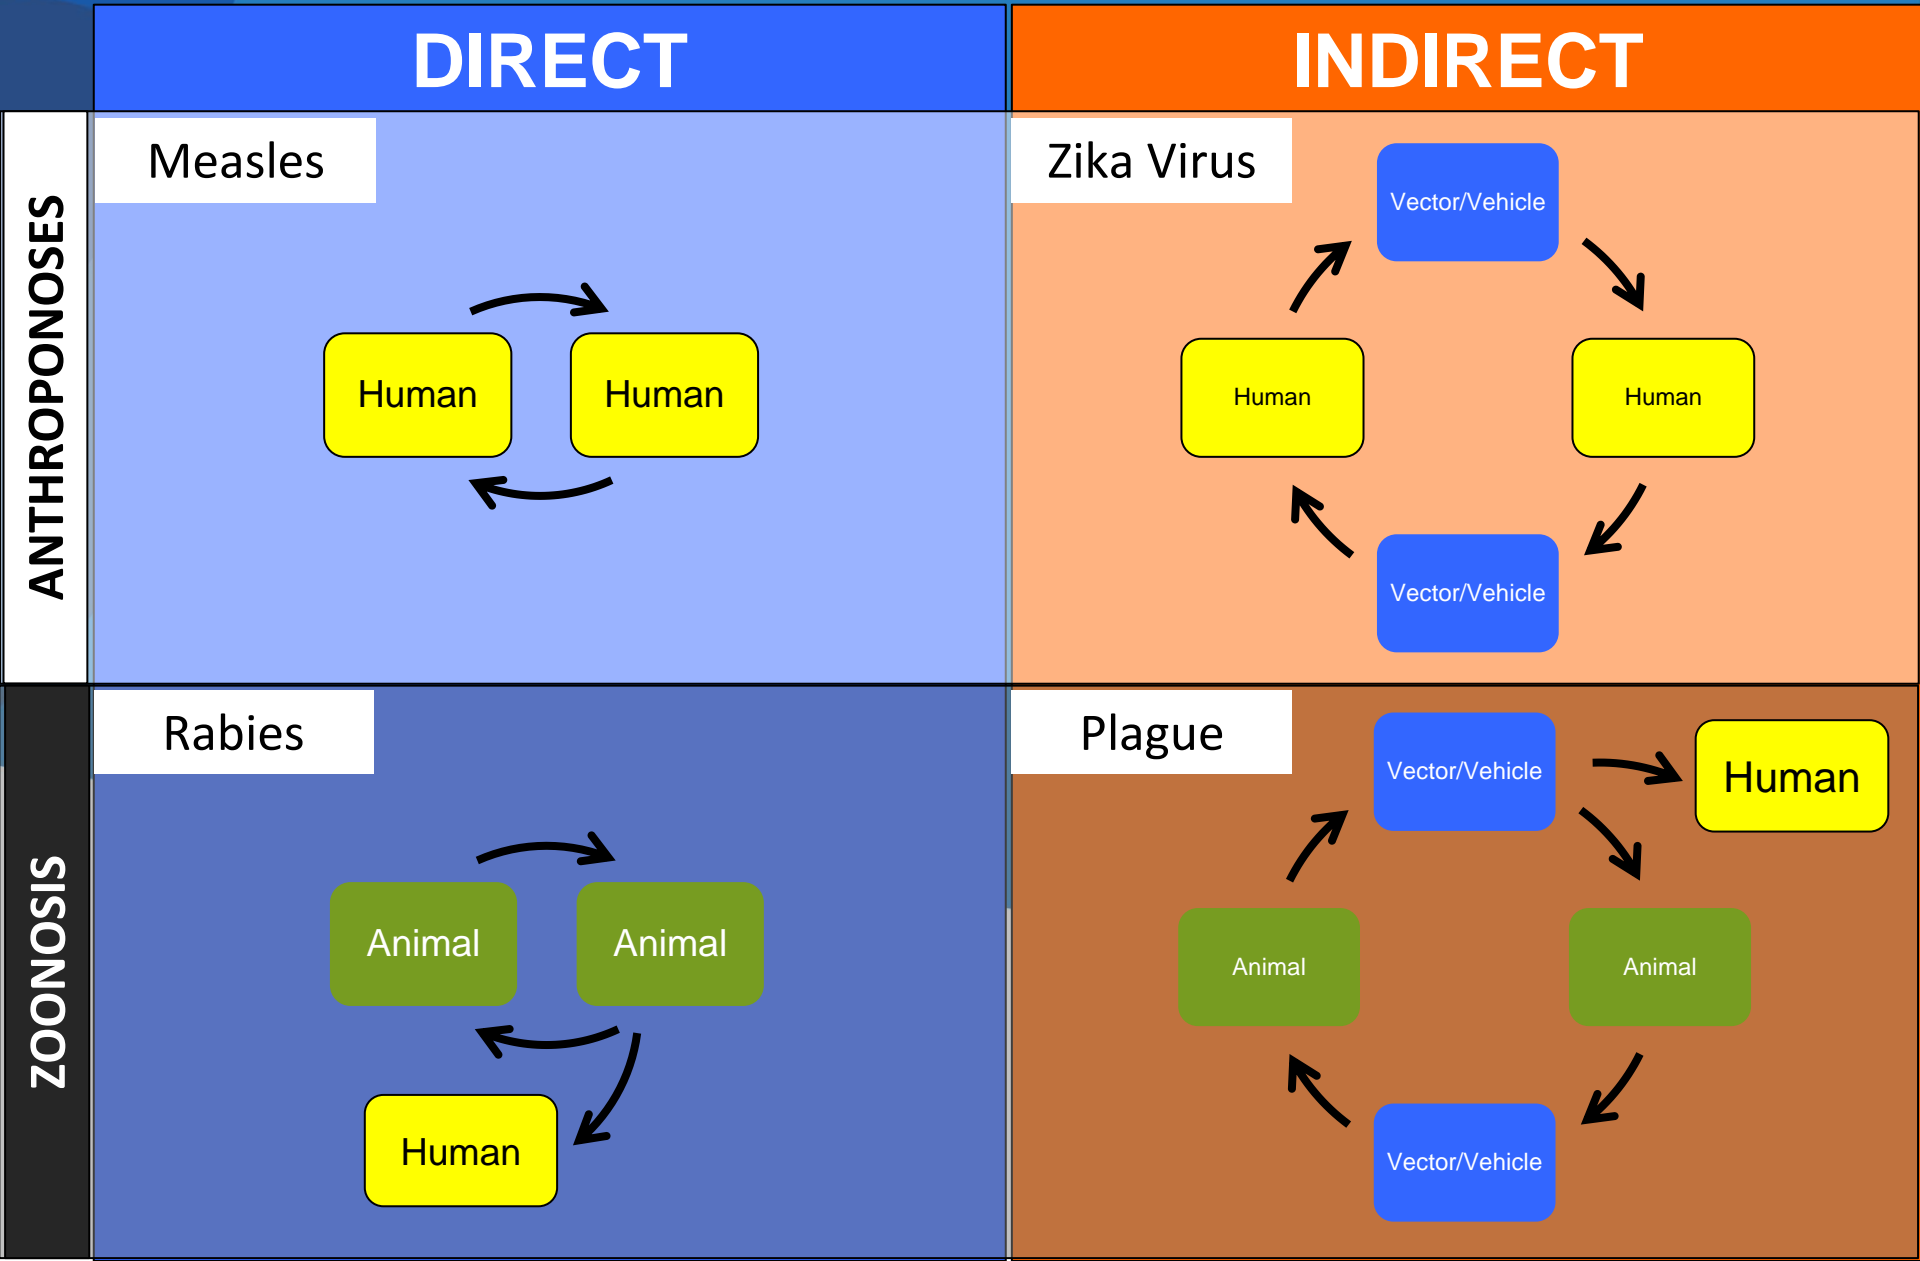 DIRECT
INDIRECT
ANTHROPONOSES
Measles
Human
Human
Zika Virus
Vector/Vehicle
Human
Human
Vector/Vehicle
ZOONOSIS
Rabies
Animal
Animal
Human
Plague
Vector/Vehicle
Human
Animal
Animal
Vector/Vehicle